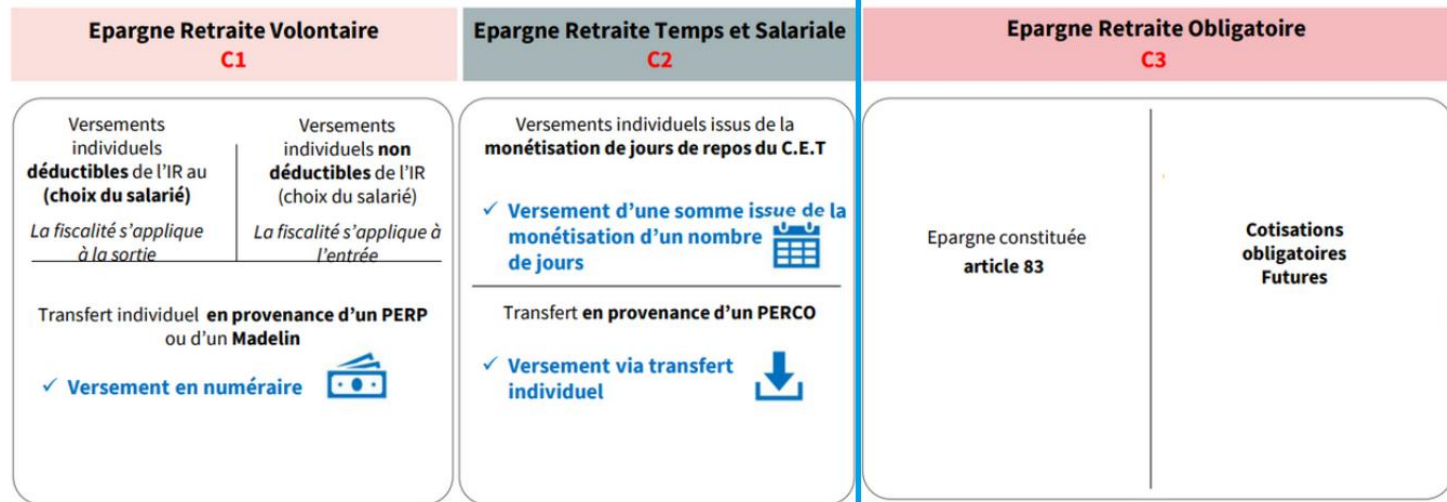 Epargne Retraite Volontaire
C1
Versements
individuels
déductibles de l'IR au
(choix du salarié)
La fiscalité s'applique
à la sortie
Versements
individuels non
déductibles de l'IR
(choix du salarié)
La fiscalité s'applique à
l'entrée
Transfert individuel en provenance d'un PERP
ou d'un Madelin
✓ Versement en numéraire
Epargne Retraite Temps et Salariale
C2
Versements individuels issus de la
monétisation de jours de repos du C.E.T
✓ Versement d'une somme issue de la
monétisation d'un nombre
de jours
Transfert en provenance d'un PERCO
✓ Versement via transfert
individuel
Epargne Retraite Obligatoire
C3
Epargne constituée
article 83
Cotisations
obligatoires
Futures